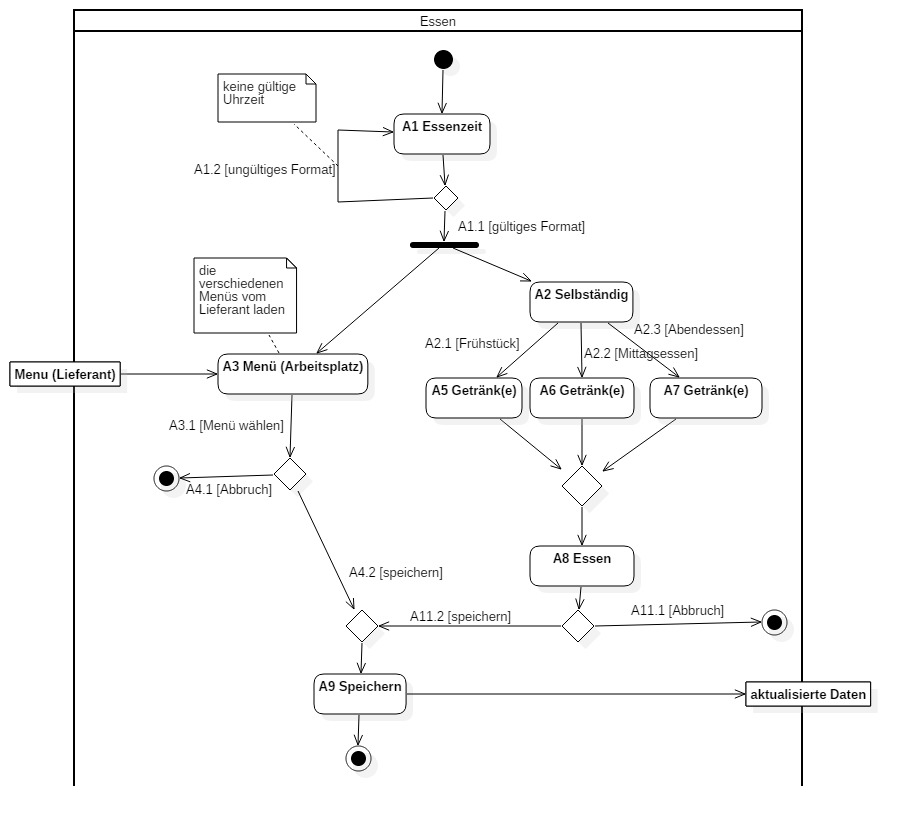 Essen
keine gültige
Uhrzeit
A1 Essenzeit
A1.2 [ungültiges Format]
A1.1 [gültiges Format]
die
verschiedenen
Menüs vom
Lieferant laden
A2 Selbständig
A2.3 [Abendessen]
A2.1 [Frühstück]
A2.2 [Mittagsessen]
Menu (Lieferant)
A3 Menü (Arbeitsplatz)
A5 Getränk(e)
A6 Getränk(e)
A7 Getränk(e)
A3.1 [Menü wählen]
A4.1 [Abbruch]
A8 Essen
A4.2 [speichern]
A11.2 [speichern]
A11.1 [Abbruch]
A9 Speichern
aktualisierte Daten